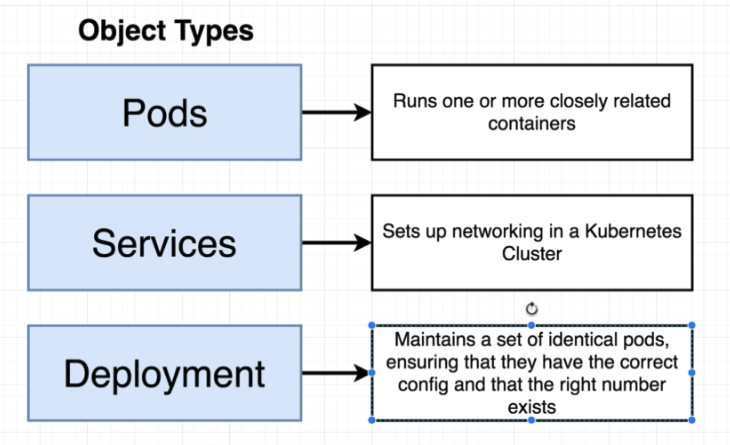 Object Types
Pods
Runs one or more closely related
containers
Services
Sets up networking in a Kubernetes
Cluster
Deployment
Maintains a set of identical pods,
ensuring that they have the correct
config and that the right number
exists